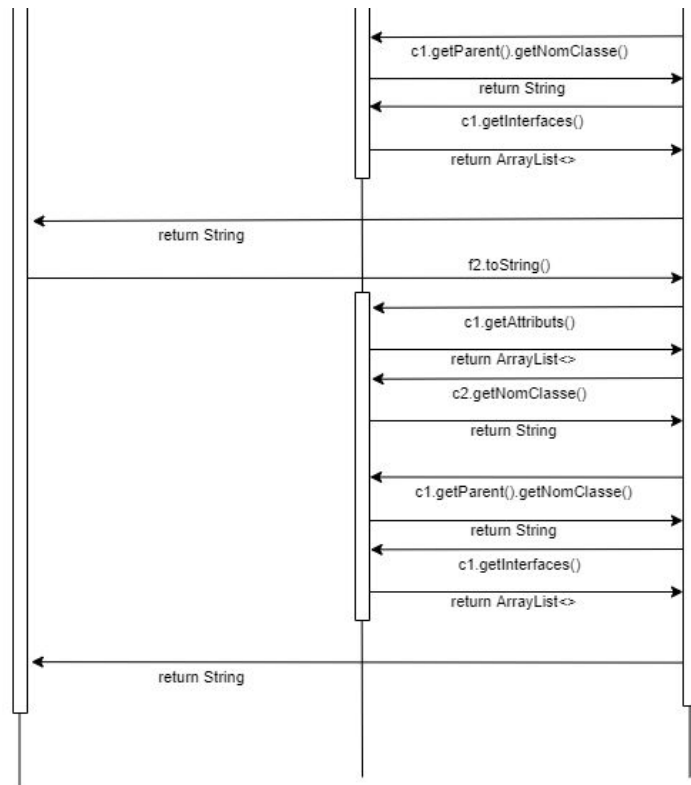 c1.getParent().getNomClasse()
return String
c1.getInterfaces()
return ArrayList<>
return String
f2.toString()
c1.getAttributs()
return ArrayList<>
c2.getNomClasse()
return String
c1.getParent().getNomClasse()
return String
c1.getInterfaces()
return ArrayList<>
return String